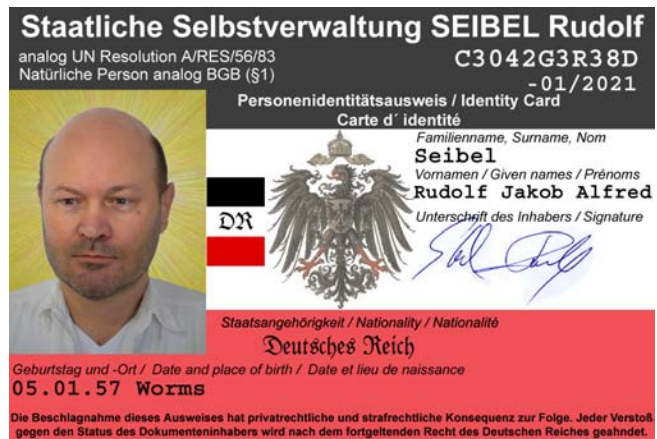 Staatliche Selbstverwaltung SEIBEL Rudolf
analog UN Resolution A/RES/56/83
Natürliche Person analog BGB (§1)
C3042G3R38D
-01/2021
Personenidentitätsausweis / Identity Card
Carte d´ identité
Familienname, Surname, Nom
Seibel
Vornamen / Given names / Prénoms
Rudolf Jakob Alfred
DR
Unterschrift des Inhabers / Signature
Staatsangehörigkeit / Nationality / Nationalité
Deutsches Reich
Geburtstag und -Ort / Date and place of birth / Date et lieu de naissance
05.01.57 Worms
Die Beschlagnahme dieses Ausweises hat privatrechtliche und strafrechtliche Konsequenz zur Folge. Jeder Verstoß
gegen den Status des Dokumenteninhabers wird nach dem fortgeltenden Recht des Deutschen Reiches geahndet.